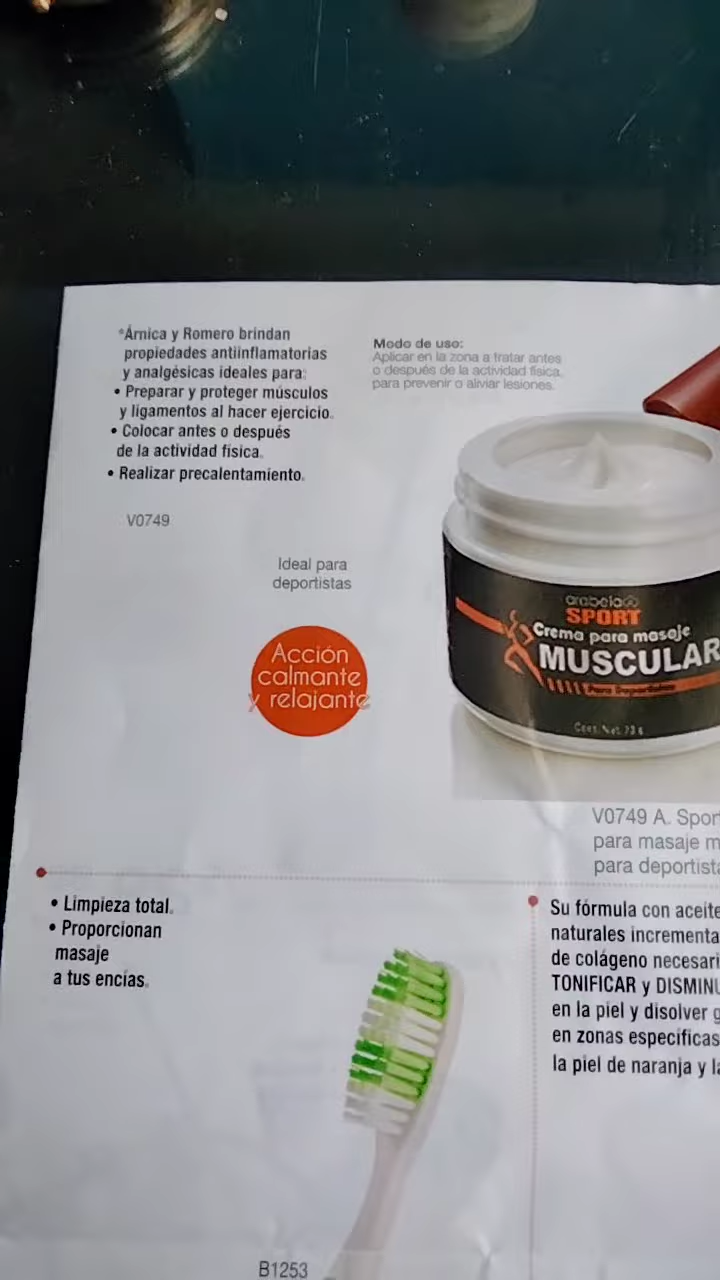 *Árnica y Romero brindan
propiedades antiinflamatorias
y analgésicas ideales para:
• Preparar y proteger músculos
y ligamentos al hacer ejercicio.
• Colocar antes o después
de la actividad física.
• Realizar precalentamiento.
V0749
Modo de uso:
Aplicar en la zona a tratar antes
o después de la actividad física,
para prevenir o aliviar lesiones.
Ideal para
deportistas
Acción
calmante
y relajante
arabela
SPORT
Crema para masaje
MUSCULAR
Para Deportistas
Cont. Net. 73 g
V0749 A. Sport
para masaje m
para deportista
• Limpieza total.
• Proporcionan
masaje
a tus encías.
B1253
Su fórmula con aceite
naturales incrementa
de colágeno necesari
TONIFICAR y DISMINU
en la piel y disolver g
en zonas específicas
la piel de naranja y la